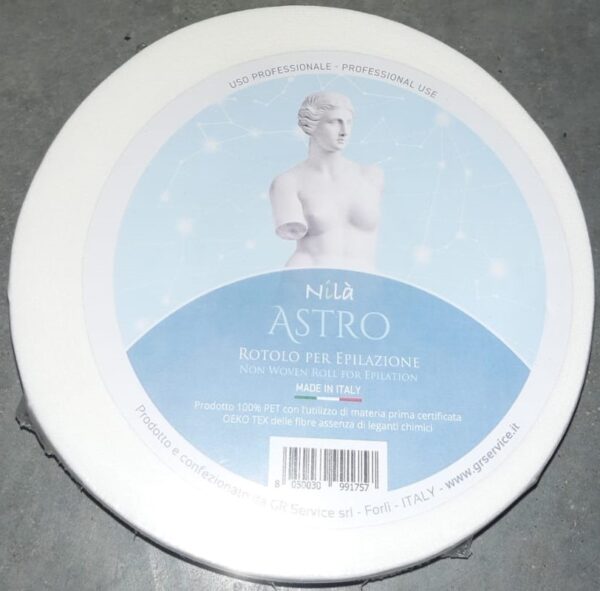 USO PROFESSIONALE - PROFESSIONAL USE
Nilà
ASTRO
ROTOLO PER EPILAZIONE
NON WOVEN ROLL FOR EPILATION
MADE IN ITALY
Prodotto 100% PET con l'utilizzo di materia prima certificata
OEKO TEX delle fibre assenza di leganti chimici
8 050030 991757
Prodotto e confezionato da GR Service srl - Forlì - ITALY - www.grservice.it